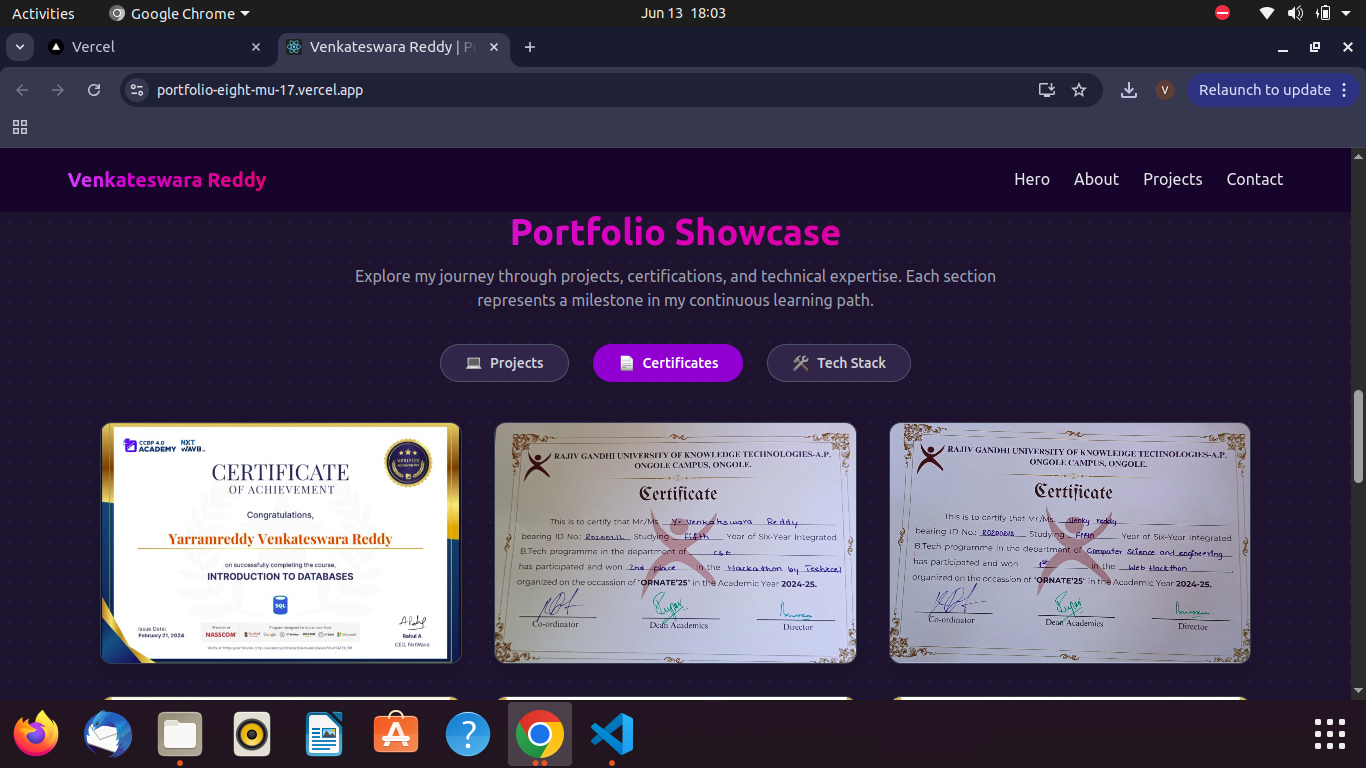 Activities
Google Chrome
Jun 13 18:03
Vercel
Venkateswara Reddy | Po
portfolio-eight-mu-17.vercel.app
V
Relaunch to update
Venkateswara Reddy
Hero
About
Projects
Contact
Portfolio Showcase
Explore my journey through projects, certifications, and technical expertise. Each section
represents a milestone in my continuous learning path.
Projects
Certificates
Tech Stack
CCBP 4.0
ACADEMY
NXT
WAVE
VERIFIED
CERTIFICATE
OF ACHIEVEMENT
Congratulations,
Yarramreddy Venkateswara Reddy
on successfully completing the course,
INTRODUCTION TO DATABASES
SQL
Issue Date:
February 21, 2024
NASSCOM
Rahul A
CEO, NxtWave
RAJIV GANDHI UNIVERSITY OF KNOWLEDGE TECHNOLOGIES-A.P.
ONGOLE CAMPUS, ONGOLE.
Certificate
This is to certify that Mr/Ms. Y. Venkateswara Reddy
bearing ID No.: Studying Fifth Year of Six-Year Integrated
B.Tech programme in the department of CSE
has participated and won 2nd place in the Hackathon by Techxcel
organized on the occassion of "ORNATE'25" in the Academic Year 2024-25.
Co-ordinator
Dean Academics
Director
RAJIV GANDHI UNIVERSITY OF KNOWLEDGE TECHNOLOGIES-A.P.
ONGOLE CAMPUS, ONGOLE.
Certificate
This is to certify that Mr./Ms. Venky reddy
bearing ID No.: Studying Fifth Year of Six-Year Integrated
B.Tech programme in the department of Computer Science and engineering
has participated and won 1st in the Web Hackthon
organized on the occassion of "ORNATE'25" in the Academic Year 2024-25.
Co-ordinator
Dean Academics
Director